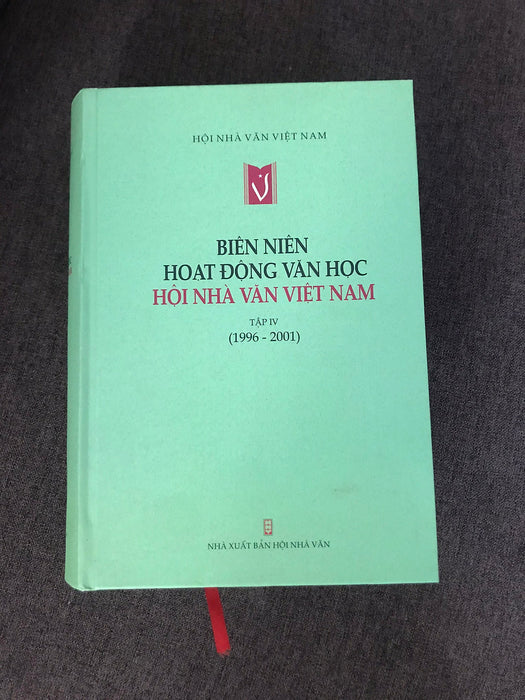 HỘI NHÀ VĂN VIỆT NAM
BIÊN NIÊN
HOẠT ĐỘNG VĂN HỌC
HỘI NHÀ VĂN VIỆT NAM
TẬP IV
(1996 - 2001)
NHÀ XUẤT BẢN HỘI NHÀ VĂN